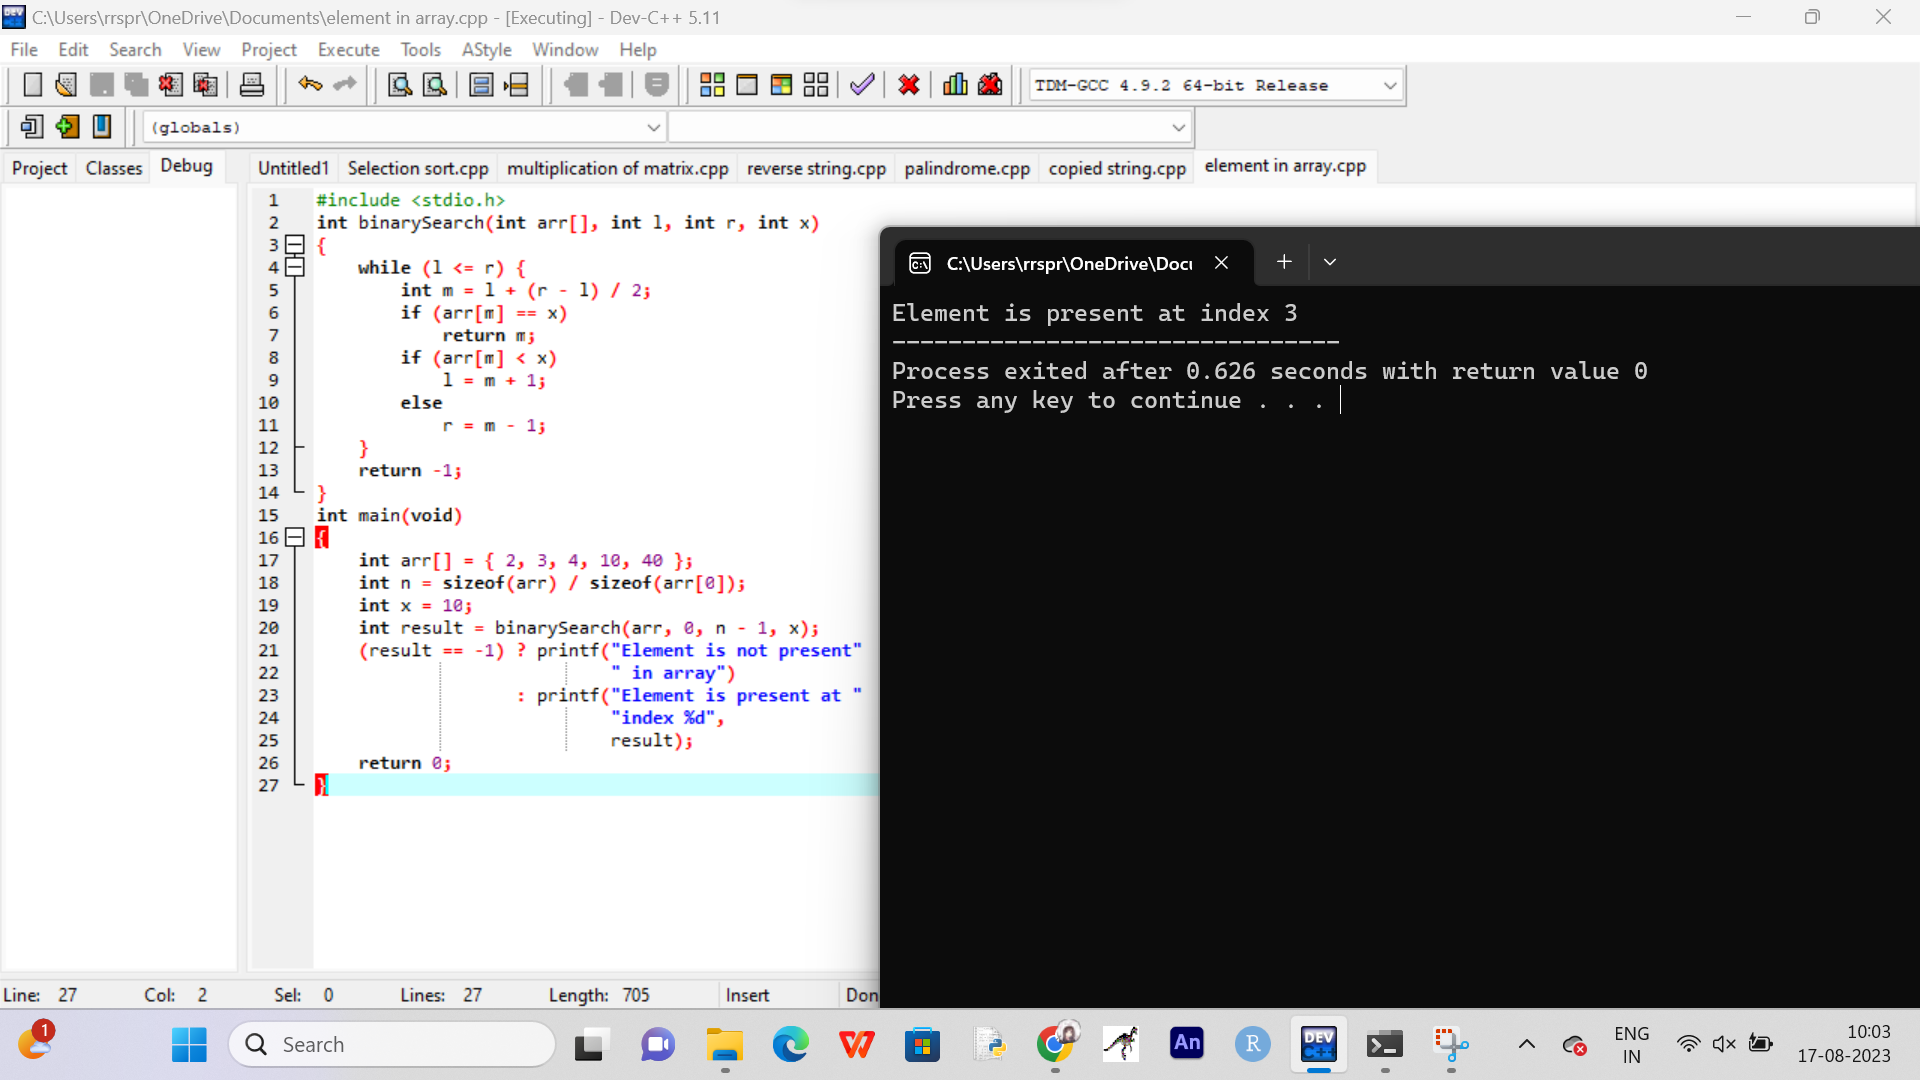 C:\Users\rrspr\OneDrive\Documents\element in array.cpp - [Executing] - Dev-C++ 5.11
File Edit Search View Project Execute Tools AStyle Window Help
TDM-GCC 4.9.2 64-bit Release
(globals)
Project Classes Debug
Untitled1 Selection sort.cpp multiplication of matrix.cpp reverse string.cpp palindrome.cpp copied string.cpp element in array.cpp
1 #include <stdio.h>
2 int binarySearch(int arr[], int l, int r, int x)
3 {
4     while (l <= r) {
5         int m = l + (r - l) / 2;
6         if (arr[m] == x)
7             return m;
8         if (arr[m] < x)
9             l = m + 1;
10         else
11             r = m - 1;
12     }
13     return -1;
14 }
15 int main(void)
16 {
17     int arr[] = { 2, 3, 4, 10, 40 };
18     int n = sizeof(arr) / sizeof(arr[0]);
19     int x = 10;
20     int result = binarySearch(arr, 0, n - 1, x);
21     (result == -1) ? printf("Element is not present"
22                             " in array")
23                    : printf("Element is present at "
24                             "index %d",
25                             result);
26     return 0;
27 }
C:\Users\rrspr\OneDrive\Docu
Element is present at index 3
--------------------------------
Process exited after 0.626 seconds with return value 0
Press any key to continue . . .
Line: 27 Col: 2 Sel: 0 Lines: 27 Length: 705 Insert Don
1
Search
An
R
DEV
C++
ENG
IN
10:03
17-08-2023